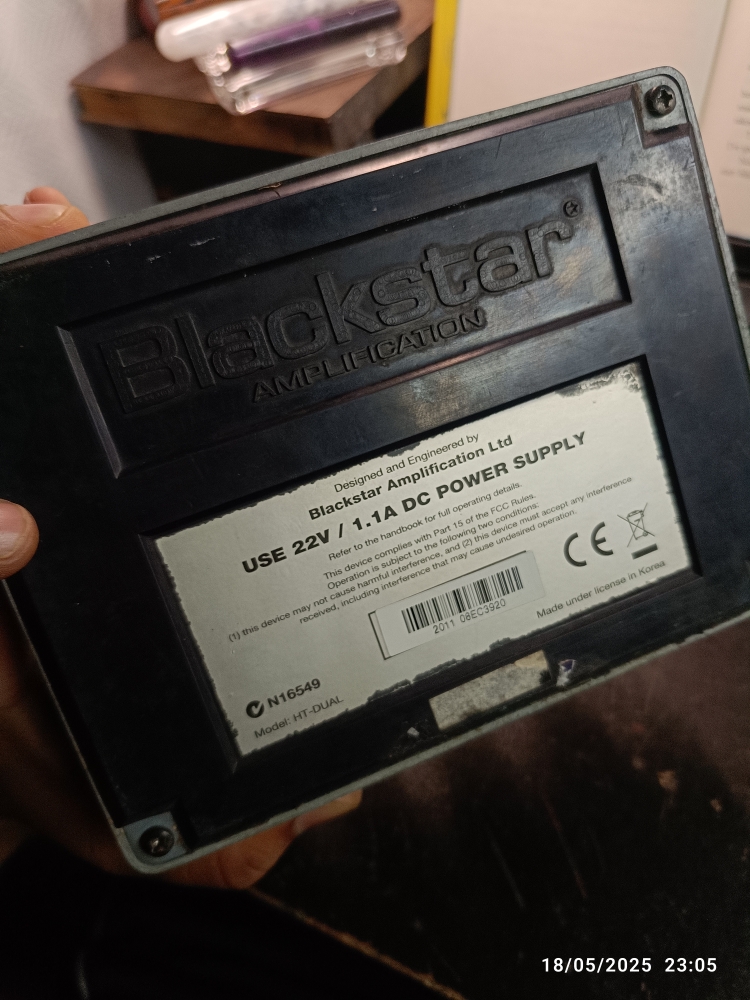 Blackstar®
AMPLIFICATION
Designed and Engineered by
Blackstar Amplification Ltd
USE 22V / 1.1A DC POWER SUPPLY
Refer to the handbook for full operating details.
This device complies with Part 15 of the FCC Rules.
Operation is subject to the following two conditions:
(1) this device may not cause harmful interference, and (2) this device must accept any interference
received, including interference that may cause undesired operation.
CE
2011 08EC3920
Made under license in Korea
N16549
Model: HT-DUAL
18/05/2025 23:05